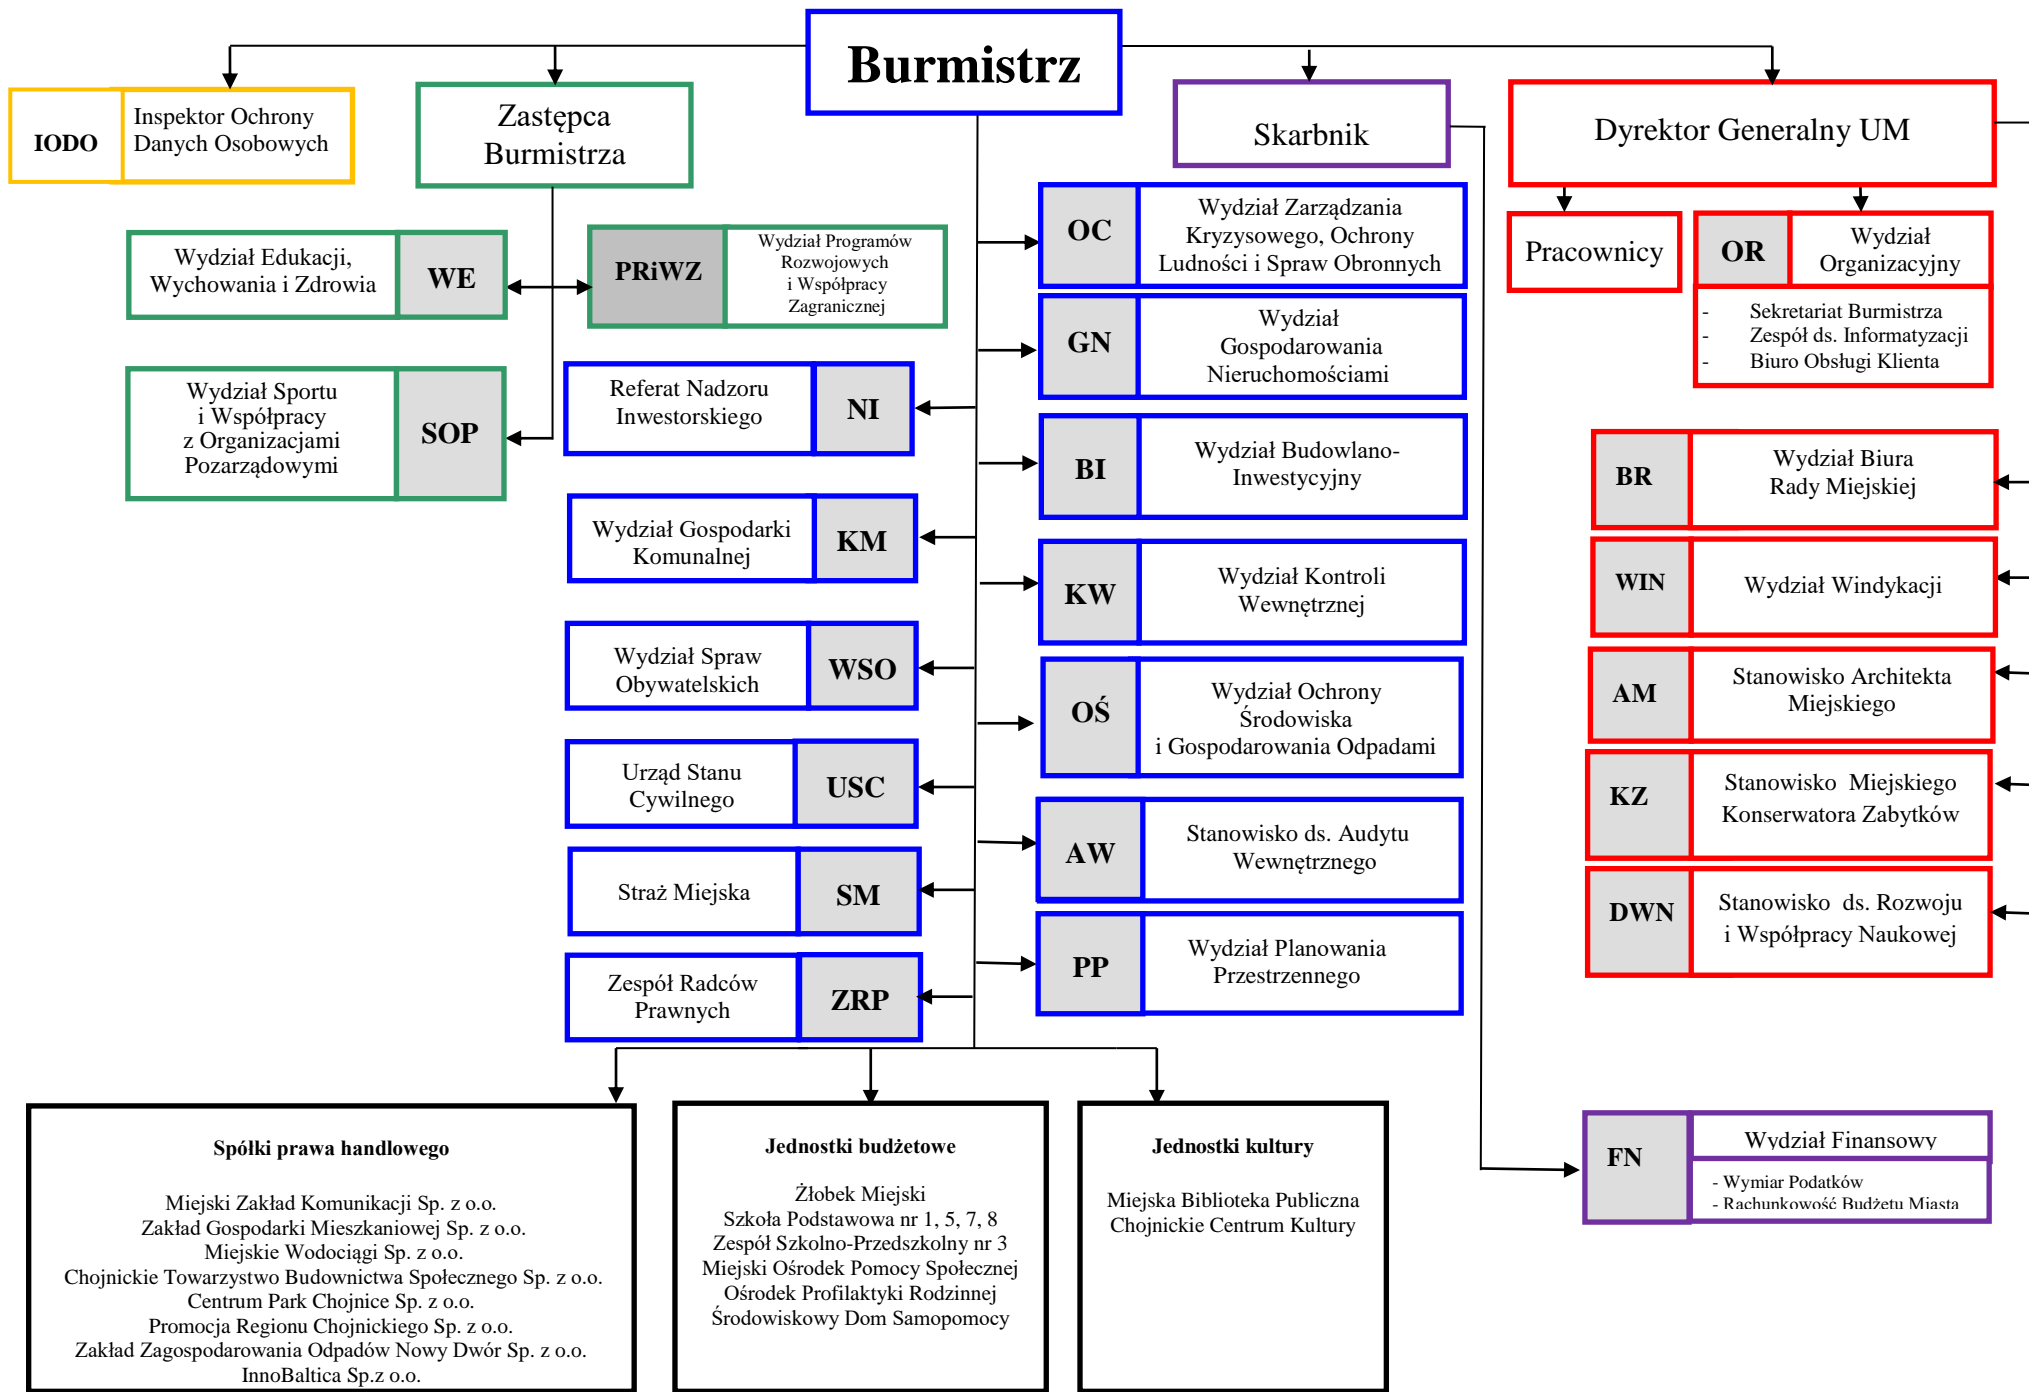 Burmistrz
IODO
Inspektor Ochrony
Danych Osobowych
Zastępca
Burmistrza
Skarbnik
Dyrektor Generalny UM
Wydział Edukacji,
Wychowania i Zdrowia
WE
PRiWZ
Wydział Programów
Rozwojowych
i Współpracy
Zagranicznej
Wydział Sportu
i Współpracy
z Organizacjami
Pozarządowymi
SOP
Referat Nadzoru
Inwestorskiego
NI
Wydział Gospodarki
Komunalnej
KM
Wydział Spraw
Obywatelskich
WSO
Urząd Stanu
Cywilnego
USC
Straż Miejska
SM
Zespół Radców
Prawnych
ZRP
OC
Wydział Zarządzania
Kryzysowego, Ochrony
Ludności i Spraw Obronnych
GN
Wydział
Gospodarowania
Nieruchomościami
BI
Wydział Budowlano-
Inwestycyjny
KW
Wydział Kontroli
Wewnętrznej
OŚ
Wydział Ochrony
Środowiska
i Gospodarowania Odpadami
AW
Stanowisko ds. Audytu
Wewnętrznego
PP
Wydział Planowania
Przestrzennego
Pracownicy
OR
Wydział
Organizacyjny
- Sekretariat Burmistrza
- Zespół ds. Informatyzacji
- Biuro Obsługi Klienta
BR
Wydział Biura
Rady Miejskiej
WIN
Wydział Windykacji
AM
Stanowisko Architekta
Miejskiego
KZ
Stanowisko Miejskiego
Konserwatora Zabytków
DWN
Stanowisko ds. Rozwoju
i Współpracy Naukowej
FN
Wydział Finansowy
- Wymiar Podatków
- Rachunkowość Budżetu Miasta
Spółki prawa handlowego
Miejski Zakład Komunikacji Sp. z o.o.
Zakład Gospodarki Mieszkaniowej Sp. z o.o.
Miejskie Wodociągi Sp. z o.o.
Chojnickie Towarzystwo Budownictwa Społecznego Sp. z o.o.
Centrum Park Chojnice Sp. z o.o.
Promocja Regionu Chojnickiego Sp. z o.o.
Zakład Zagospodarowania Odpadów Nowy Dwór Sp. z o.o.
InnoBaltica Sp.z o.o.
Jednostki budżetowe
Żłobek Miejski
Szkoła Podstawowa nr 1, 5, 7, 8
Zespół Szkolno-Przedszkolny nr 3
Miejski Ośrodek Pomocy Społecznej
Ośrodek Profilaktyki Rodzinnej
Środowiskowy Dom Samopomocy
Jednostki kultury
Miejska Biblioteka Publiczna
Chojnickie Centrum Kultury